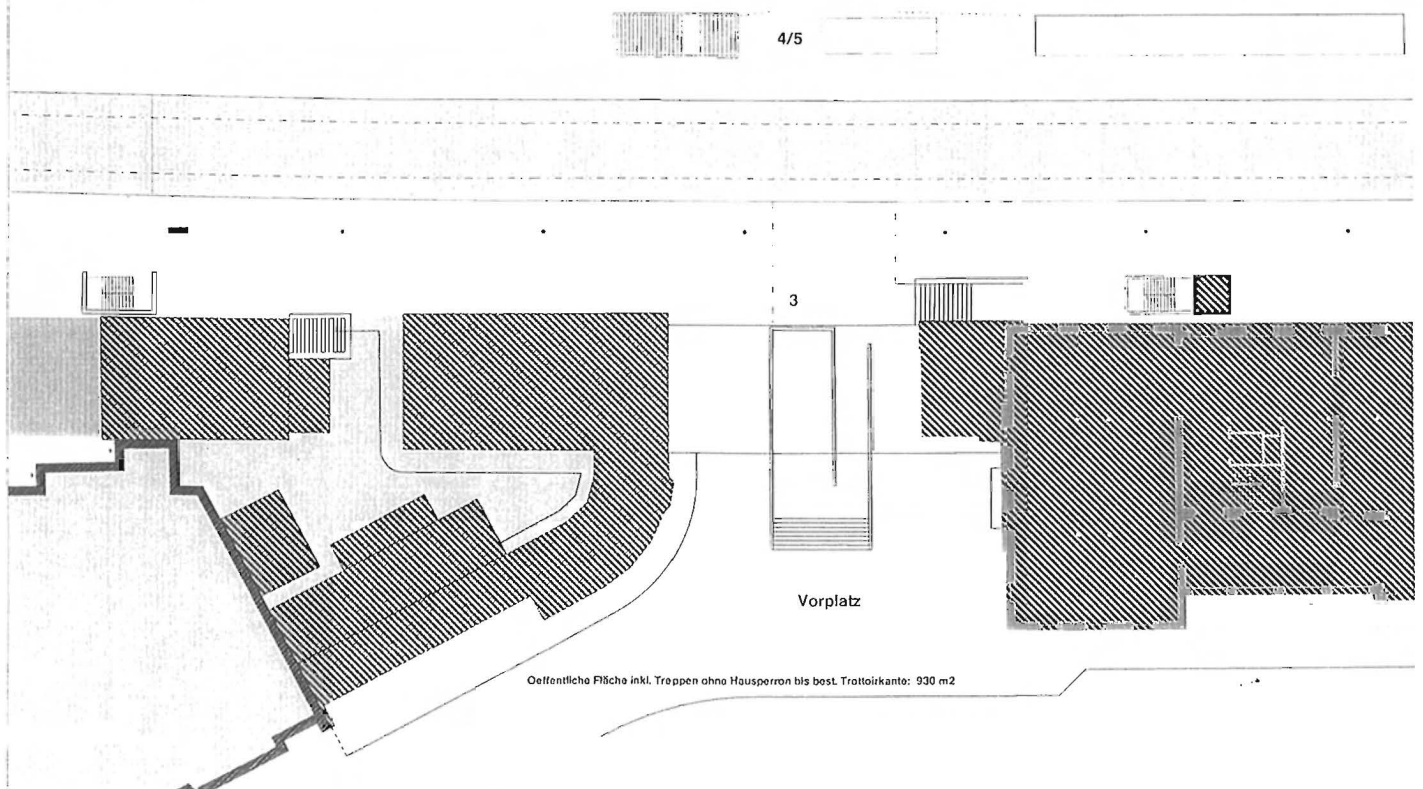 4/5
3
Vorplatz
Oeffentliche Fläche inkl. Treppen ohne Hausperron bis best. Trottoirkante: 930 m2